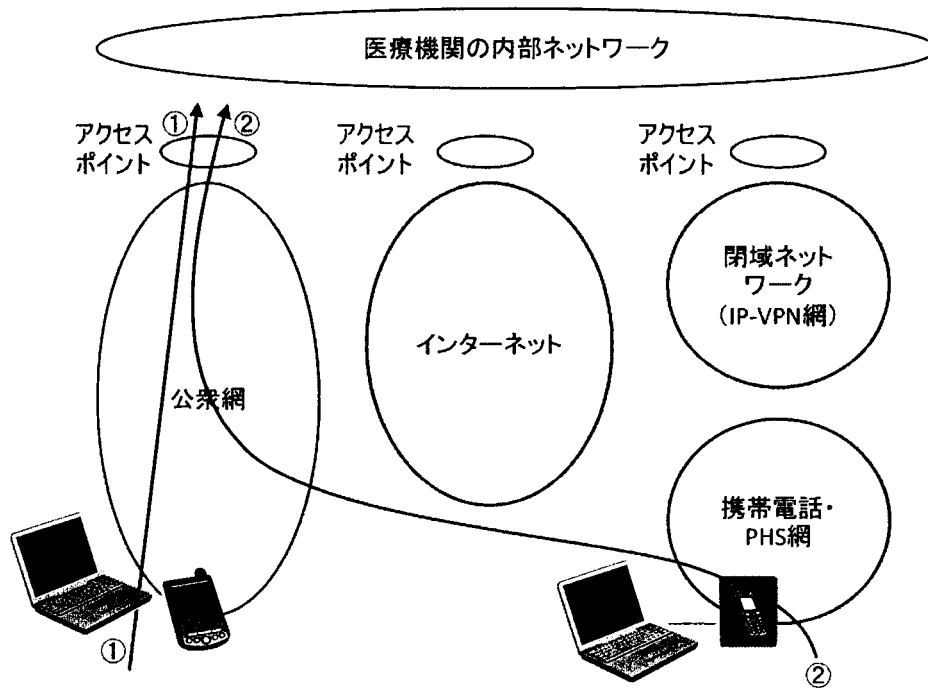 医療機関の内部ネットワーク
① ②
アクセス
ポイント
アクセス
ポイント
アクセス
ポイント
閉域ネット
ワーク
(IP-VPN網)
インターネット
公衆網
携帯電話・
PHS網
①
②